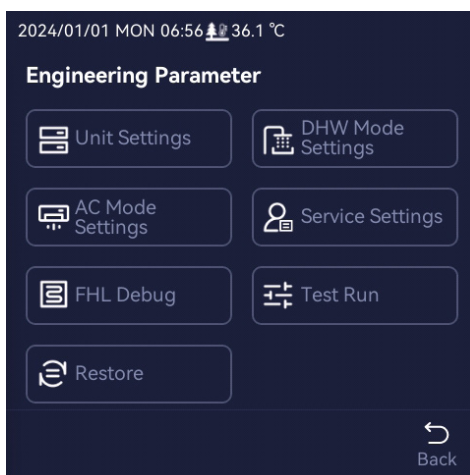 2024/01/01 MON 06:56 36.1 ℃
Engineering Parameter
Unit Settings
DHW Mode
Settings
AC Mode
Settings
Service Settings
FHL Debug
Test Run
Restore
Back